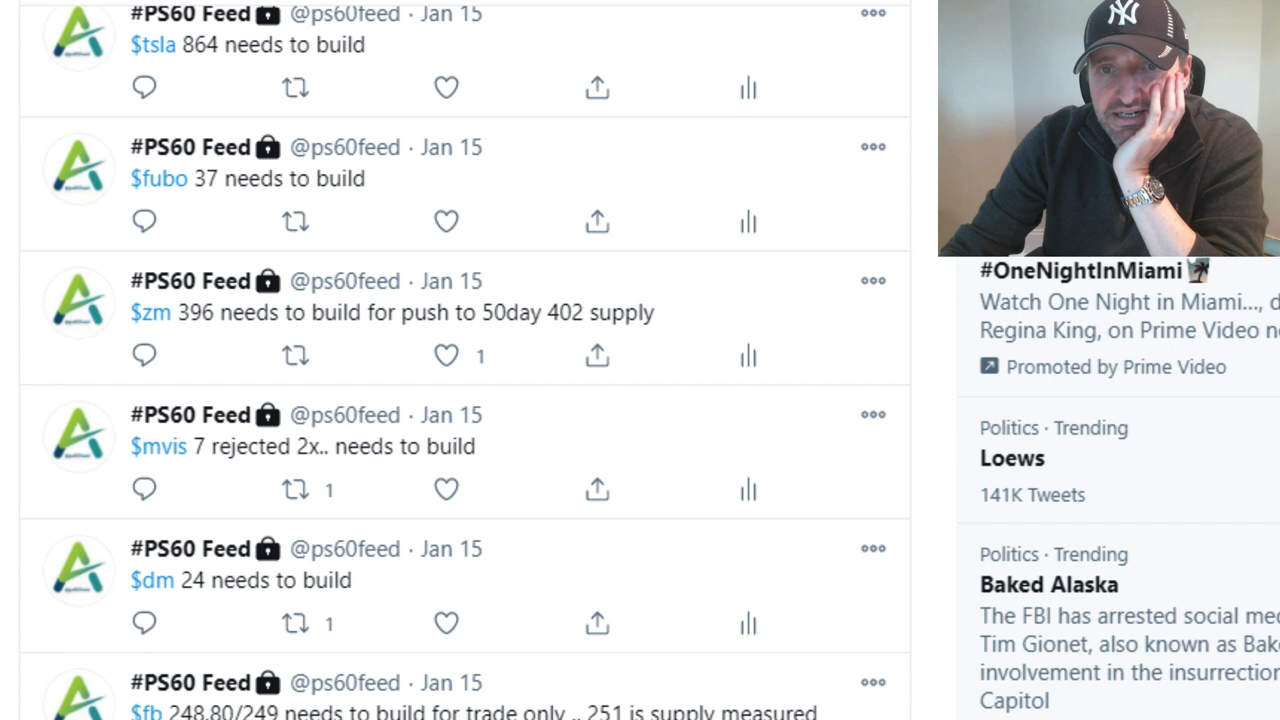 #PS60 Feed @ps60feed · Jan 15
$tsla 864 needs to build
#PS60 Feed @ps60feed · Jan 15
$fubo 37 needs to build
#PS60 Feed @ps60feed · Jan 15
$zm 396 needs to build for push to 50day 402 supply
1
#PS60 Feed @ps60feed · Jan 15
$mvis 7 rejected 2x.. needs to build
1
#PS60 Feed @ps60feed · Jan 15
$dm 24 needs to build
1
#PS60 Feed @ps60feed · Jan 15
$fb 248.80/249 needs to build for trade only .. 251 is supply measured
NY
#OneNightInMiami
Watch One Night in Miami...,
Regina King, on Prime Video
Promoted by Prime Video
Politics · Trending
Loews
141K Tweets
Politics · Trending
Baked Alaska
The FBI has arrested social
Tim Gionet, also known as
involvement in the insurrection
Capitol